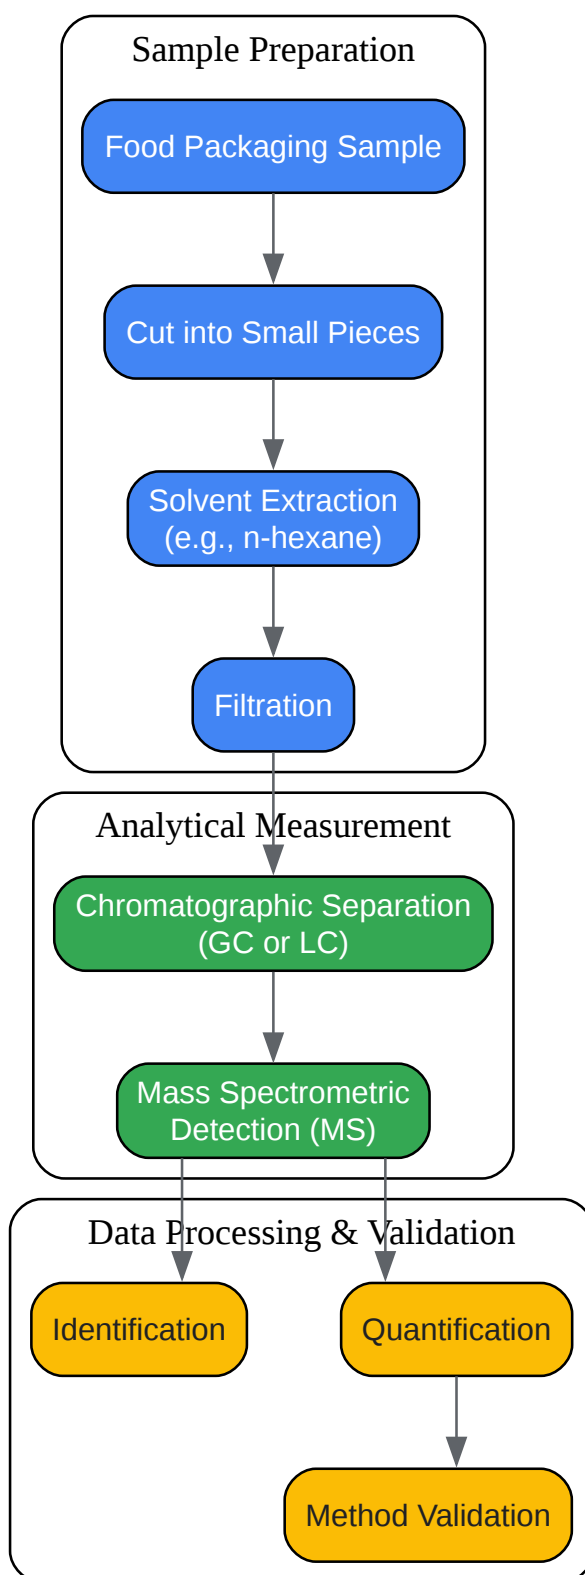 Sample Preparation
Food Packaging Sample
Cut into Small Pieces
Solvent Extraction
(e.g., n-hexane)
Filtration
Analytical Measurement
Chromatographic Separation
(GC or LC)
Mass Spectrometric
Detection (MS)
Data Processing & Validation
Identification
Quantification
Method Validation